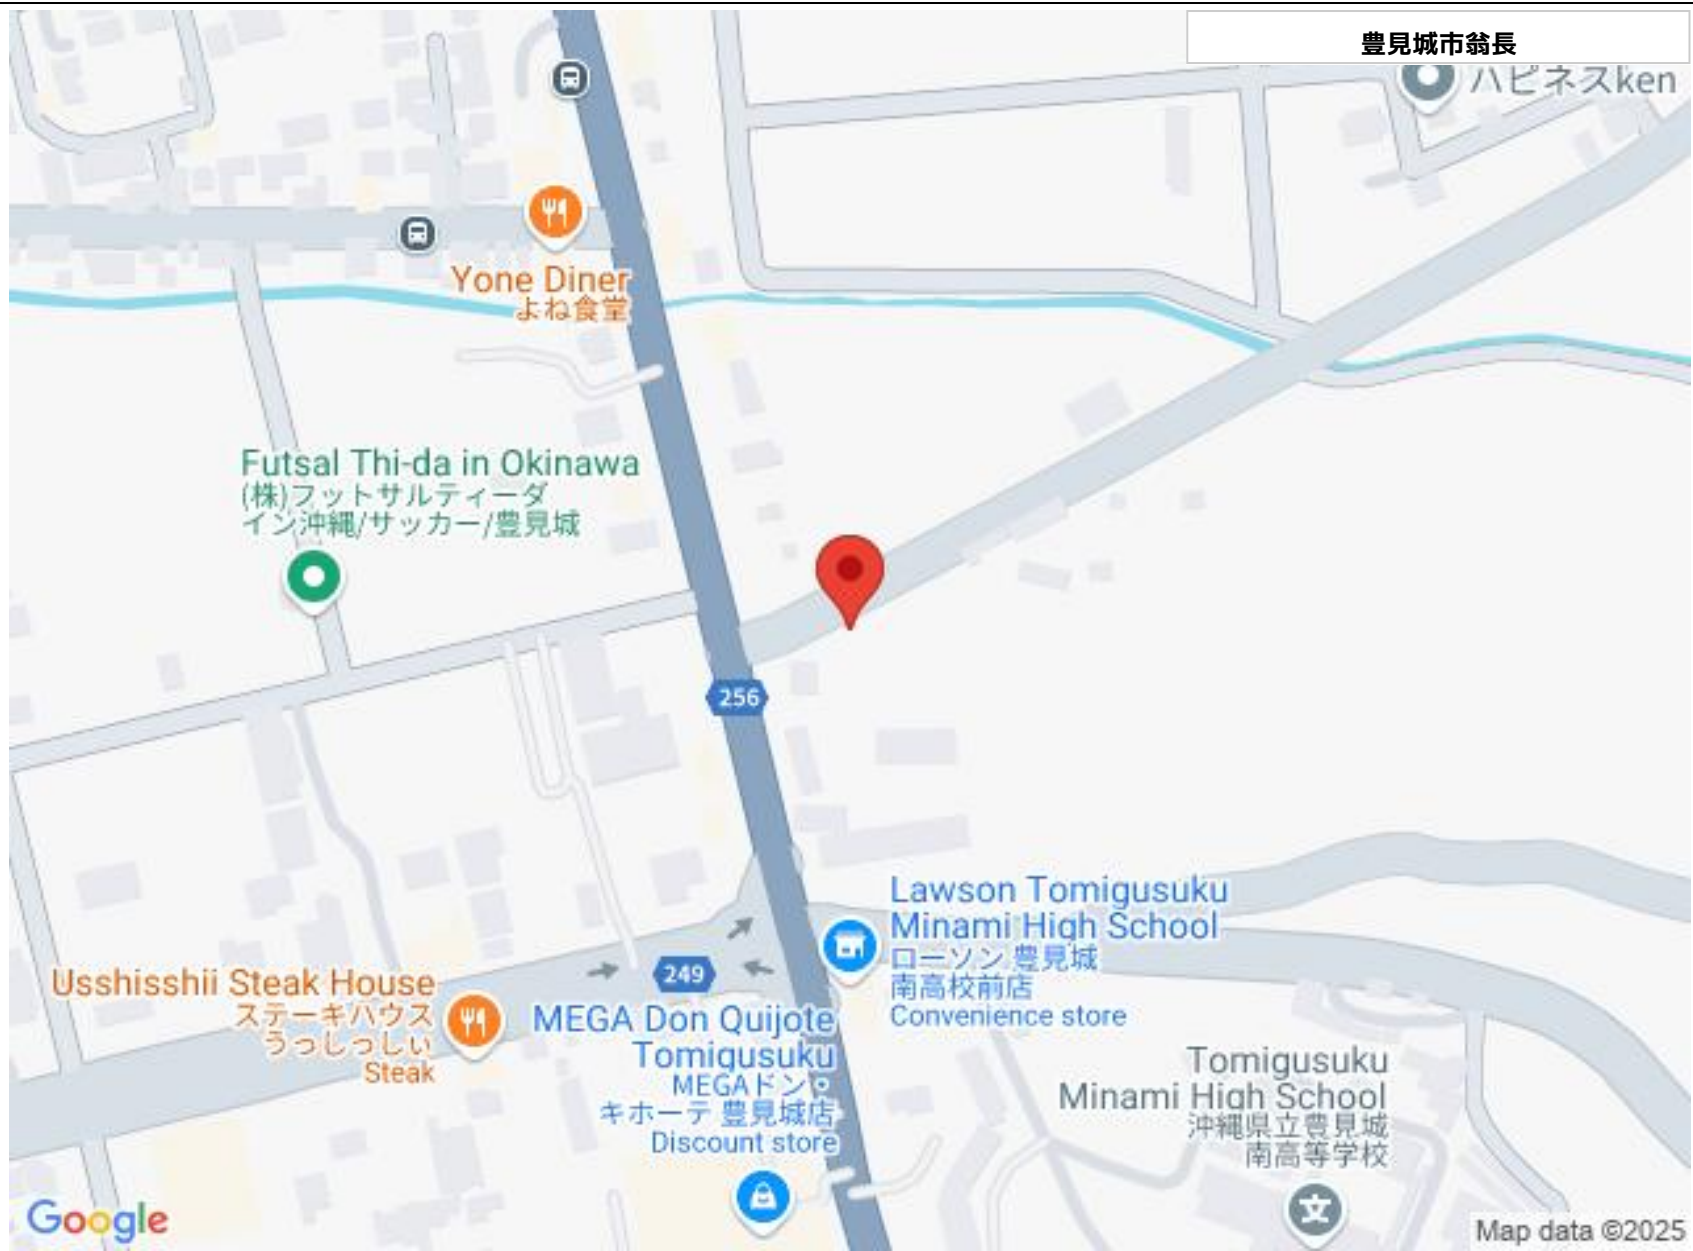 豊見城市翁長
ハピネスken
Yone Diner
よね食堂
Futsal Thi-da in Okinawa
(株)フットサルティーダ
イン沖縄/サッカー/豊見城
256
Lawson Tomigusuku
Minami High School
ローソン 豊見城
南高校前店
Convenience store
249
Usshisshii Steak House
ステーキハウス
うっしっしぃ
Steak
MEGA Don Quijote
Tomigusuku
MEGAドン・
キホーテ 豊見城店
Discount store
Tomigusuku
Minami High School
沖縄県立豊見城
南高等学校
文
Google
Map data ©2025